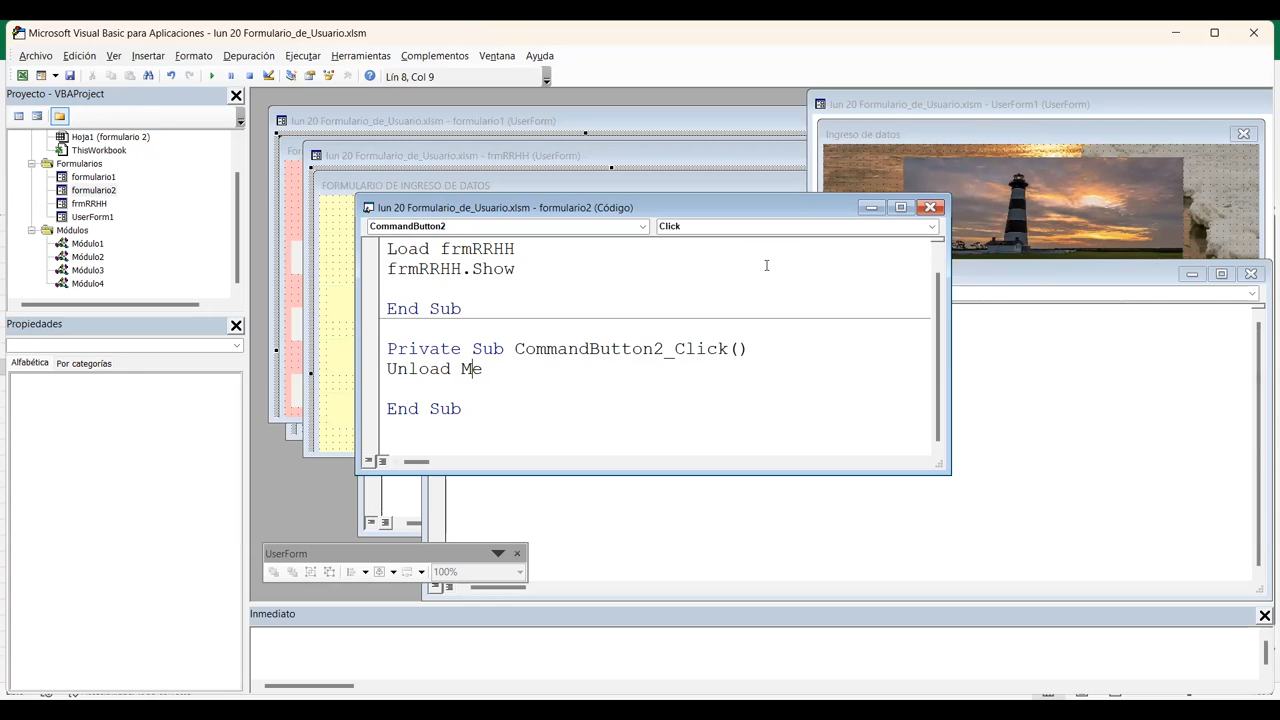 Microsoft Visual Basic para Aplicaciones - lun 20 Formulario_de_Usuario.xlsm
Archivo Edición Ver Insertar Formato Depuración Ejecutar Herramientas Complementos Ventana Ayuda
Lín 8, Col 9
Proyecto - VBAProject
Hoja1 (formulario 2)
ThisWorkbook
Formularios
formulario1
formulario2
frmRRHH
UserForm1
Módulos
Módulo1
Módulo2
Módulo3
Módulo4
Propiedades
Alfabética Por categorías
lun 20 Formulario_de_Usuario.xlsm - formulario1 (UserForm)
lun 20 Formulario_de_Usuario.xlsm - frmRRHH (UserForm)
FORMULARIO DE INGRESO DE DATOS
lun 20 Formulario_de_Usuario.xlsm - UserForm1 (UserForm)
Ingreso de datos
lun 20 Formulario_de_Usuario.xlsm - formulario2 (Código)
CommandButton2 Click
Load frmRRHH
frmRRHH.Show
End Sub
Private Sub CommandButton2_Click()
Unload Me
End Sub
UserForm
100%
Inmediato